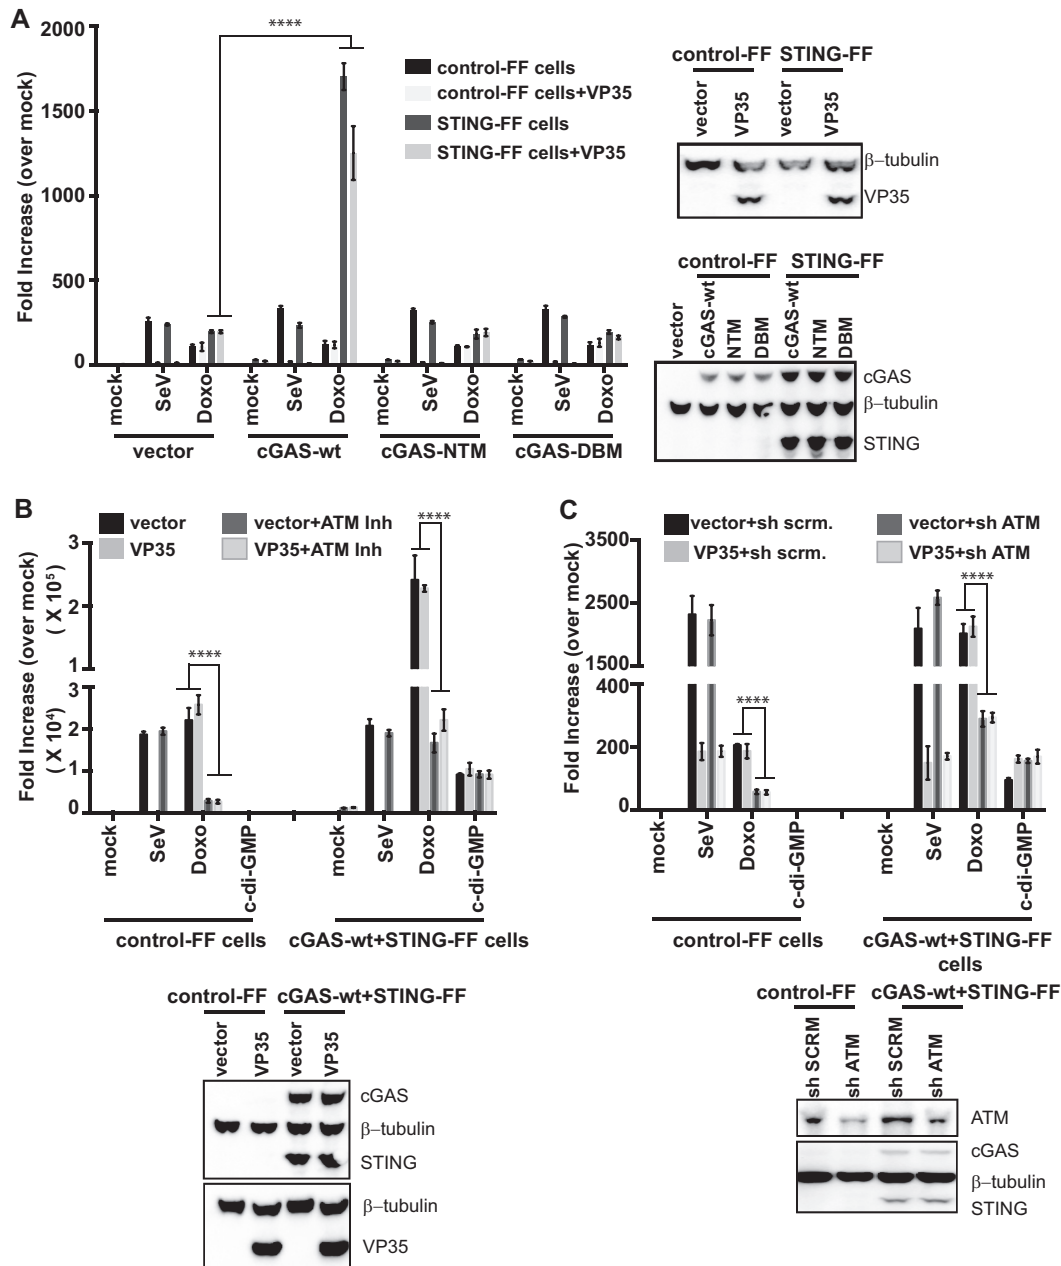 A
Fold Increase (over mock)
2000
1500
1000
500
0
****
control-FF cells
control-FF cells+VP35
STING-FF cells
STING-FF cells+VP35
mock
SeV
Doxo
mock
SeV
Doxo
mock
SeV
Doxo
mock
SeV
Doxo
vector
cGAS-wt
cGAS-NTM
cGAS-DBM
control-FF STING-FF
vector
VP35
vector
VP35
β–tubulin
VP35
control-FF STING-FF
vector
cGAS-wt
NTM
DBM
cGAS-wt
NTM
DBM
cGAS
β–tubulin
STING
B
vector
VP35
vector+ATM Inh
VP35+ATM Inh
Fold Increase (over mock)
( X 10⁵)
( X 10⁴)
3
2
1
3
2
1
0
****
****
mock
SeV
Doxo
c-di-GMP
mock
SeV
Doxo
c-di-GMP
control-FF cells
cGAS-wt+STING-FF cells
control-FF cGAS-wt+STING-FF
vector
VP35
vector
VP35
cGAS
β–tubulin
STING
β–tubulin
VP35
C
vector+sh scrm.
VP35+sh scrm.
vector+sh ATM
VP35+sh ATM
Fold Increase (over mock)
3500
2500
1500
400
200
0
****
****
mock
SeV
Doxo
c-di-GMP
mock
SeV
Doxo
c-di-GMP
control-FF cells
cGAS-wt+STING-FF
cells
control-FF cGAS-wt+STING-FF
sh SCRM
sh ATM
sh SCRM
sh ATM
ATM
cGAS
β–tubulin
STING